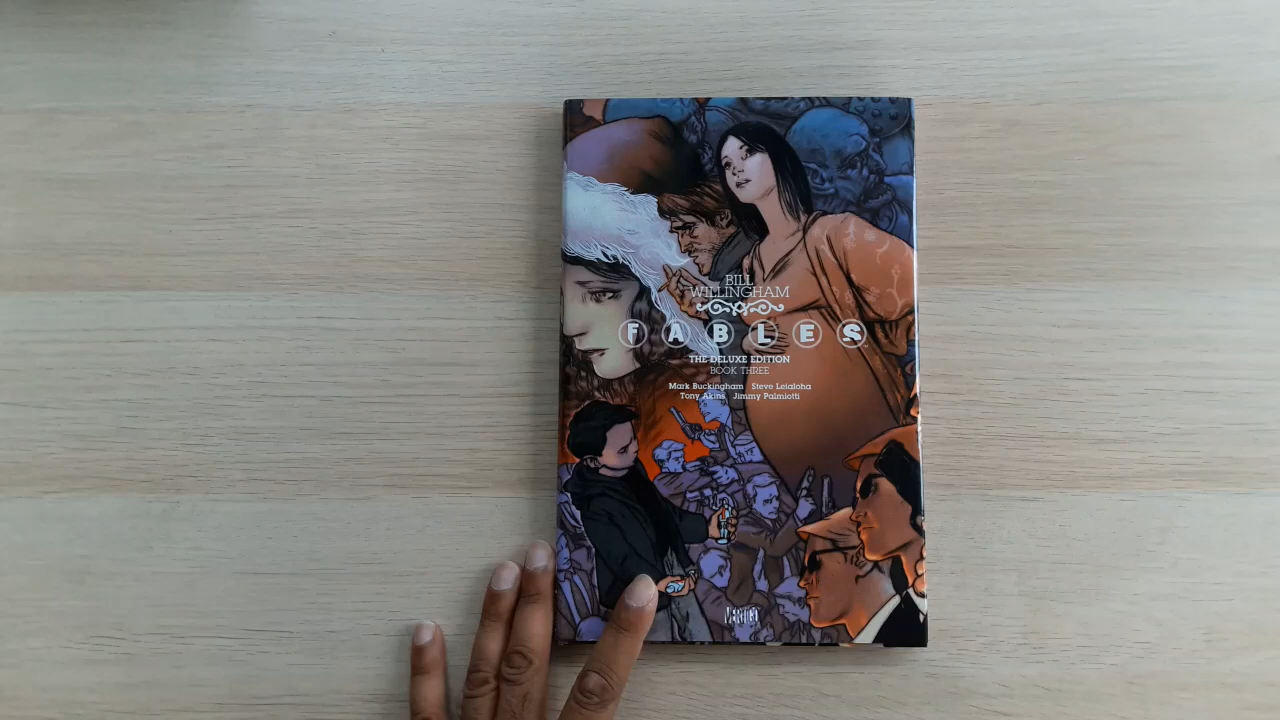 BILL
WILLINGHAM
FABLES
THE DELUXE EDITION
BOOK THREE
Mark Buckingham Steve Leialoha
Tony Akins Jimmy Palmiotti
VERTIGO